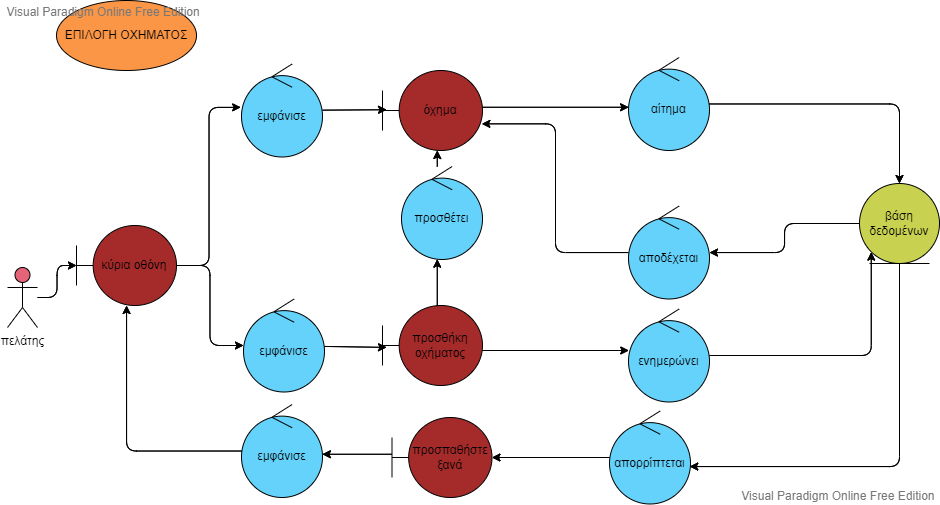 Visual Paradigm Online Free Edition
ΕΠΙΛΟΓΗ ΟΧΗΜΑΤΟΣ
εμφάνισε
όχημα
αίτημα
προσθέτει
βάση
δεδομένων
κύρια οθόνη
αποδέχεται
πελάτης
εμφάνισε
προσθήκη
οχήματος
ενημερώνει
εμφάνισε
προσπαθήστε
ξανά
απορρίπτεται
Visual Paradigm Online Free Edition